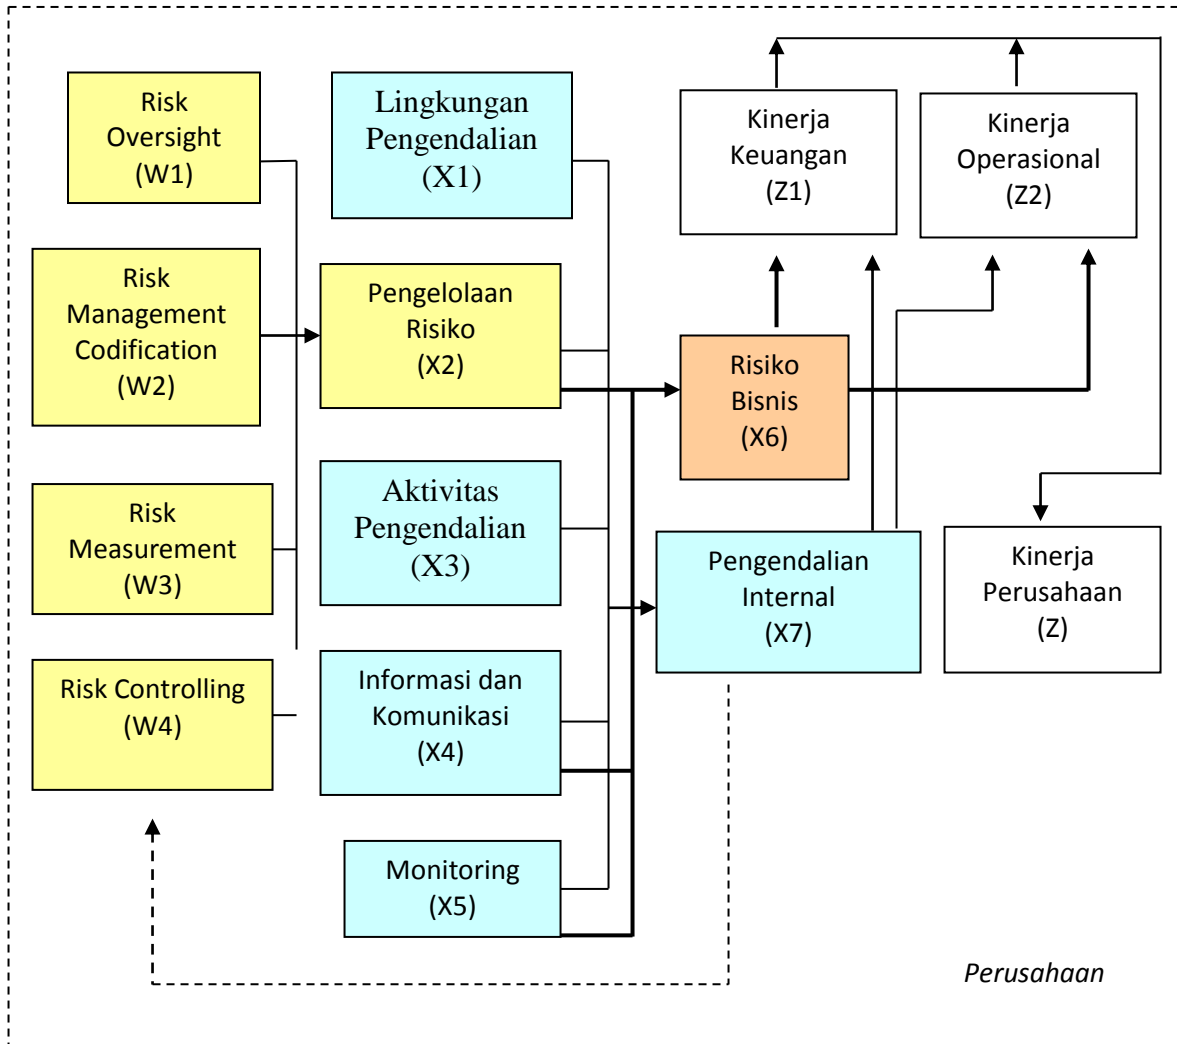 Risk
Oversight
(W1)
Lingkungan
Pengendalian
(X1)
Kinerja
Keuangan
(Z1)
Kinerja
Operasional
(Z2)
Risk
Management
Codification
(W2)
Pengelolaan
Risiko
(X2)
Risiko
Bisnis
(X6)
Risk
Measurement
(W3)
Aktivitas
Pengendalian
(X3)
Pengendalian
Internal
(X7)
Kinerja
Perusahaan
(Z)
Risk Controlling
(W4)
Informasi dan
Komunikasi
(X4)
Monitoring
(X5)
Perusahaan